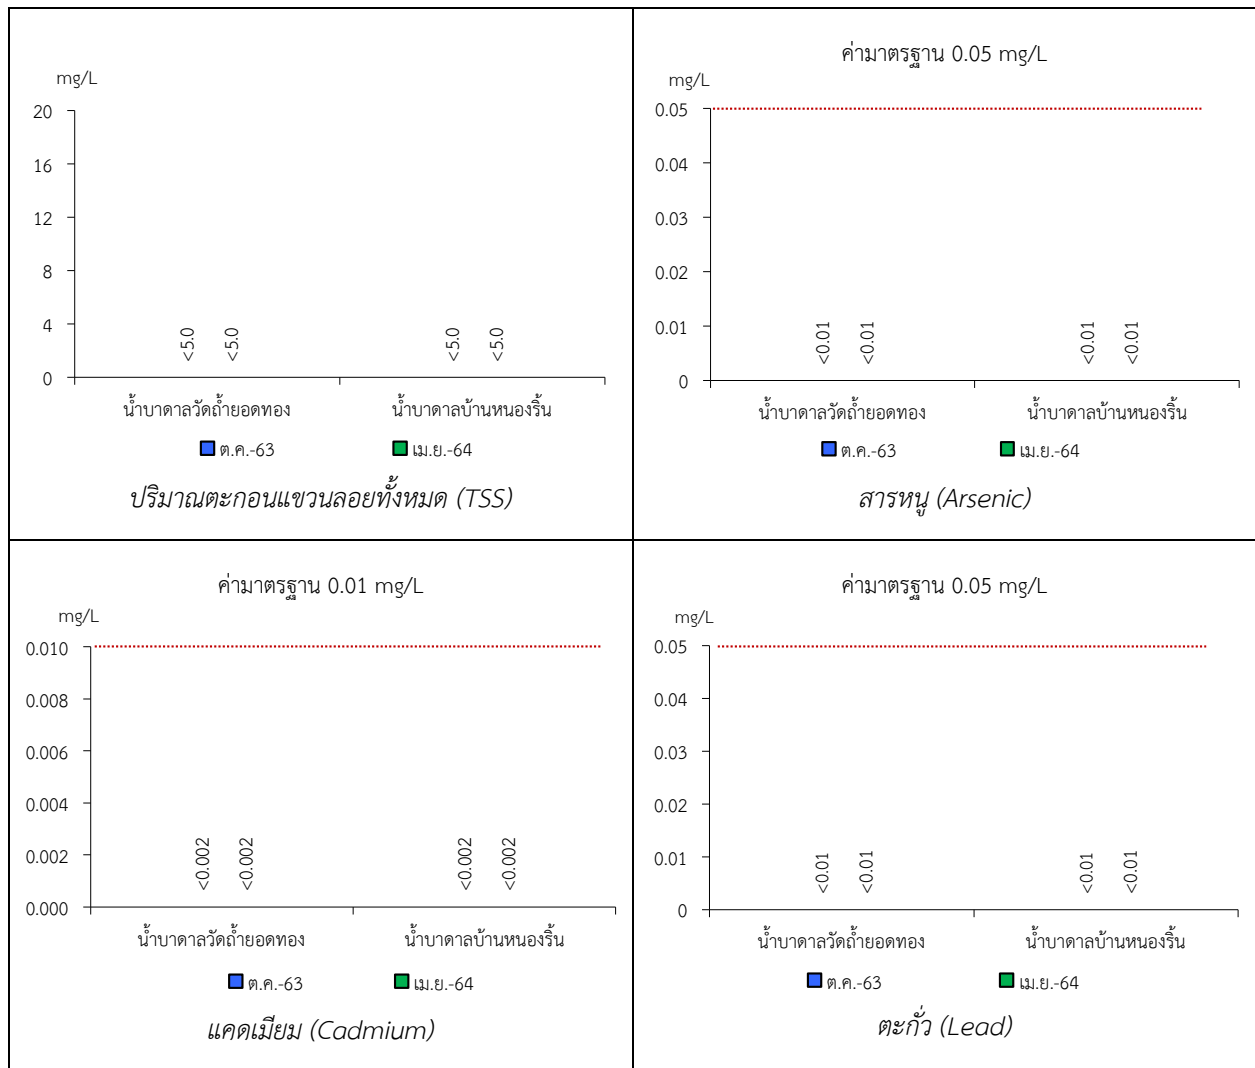 mg/L
20
16
12
8
4
0
<5.0 <5.0 <5.0 <5.0
น้ำบาดาลวัดถ้ำยอดทอง น้ำบาดาลบ้านหนองริ้น
ต.ค.-63 เม.ย.-64
ปริมาณตะกอนแขวนลอยทั้งหมด (TSS)
ค่ามาตรฐาน 0.05 mg/L
mg/L
0.05
0.04
0.03
0.02
0.01
0
<0.01 <0.01 <0.01 <0.01
น้ำบาดาลวัดถ้ำยอดทอง น้ำบาดาลบ้านหนองริ้น
ต.ค.-63 เม.ย.-64
สารหนู (Arsenic)
ค่ามาตรฐาน 0.01 mg/L
mg/L
0.010
0.008
0.006
0.004
0.002
0.000
<0.002 <0.002 <0.002 <0.002
น้ำบาดาลวัดถ้ำยอดทอง น้ำบาดาลบ้านหนองริ้น
ต.ค.-63 เม.ย.-64
แคดเมียม (Cadmium)
ค่ามาตรฐาน 0.05 mg/L
mg/L
0.05
0.04
0.03
0.02
0.01
0
<0.01 <0.01 <0.01 <0.01
น้ำบาดาลวัดถ้ำยอดทอง น้ำบาดาลบ้านหนองริ้น
ต.ค.-63 เม.ย.-64
ตะกั่ว (Lead)